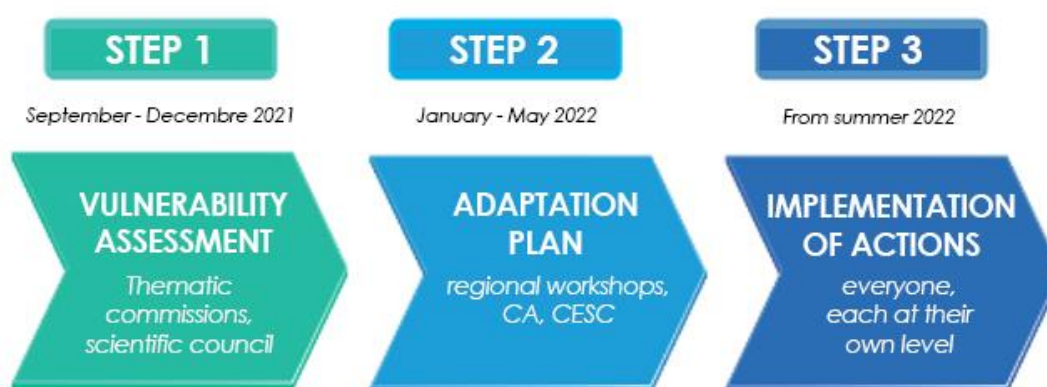 STEP 1
September - Decembre 2021
VULNERABILITY
ASSESSMENT
Thematic
commissions,
scientific council
STEP 2
January - May 2022
ADAPTATION
PLAN
regional workshops,
CA, CESC
STEP 3
From summer 2022
IMPLEMENTATION
OF ACTIONS
everyone,
each at their
own level